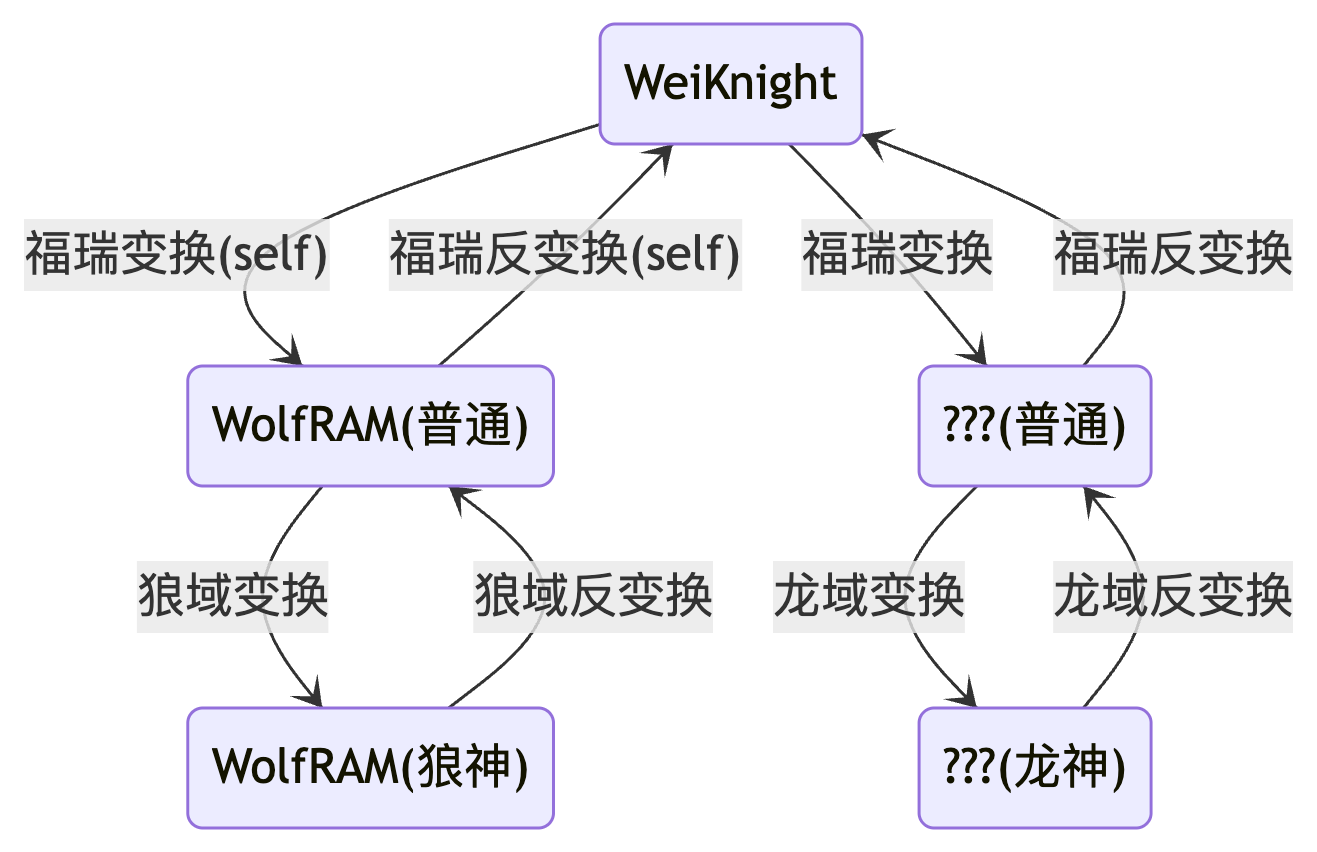 WeiKnight
福瑞变换(self)
福瑞反变换(self)
福瑞变换
福瑞反变换
WolfRAM(普通)
???(普通)
狼域变换
狼域反变换
龙域变换
龙域反变换
WolfRAM(狼神)
???(龙神)